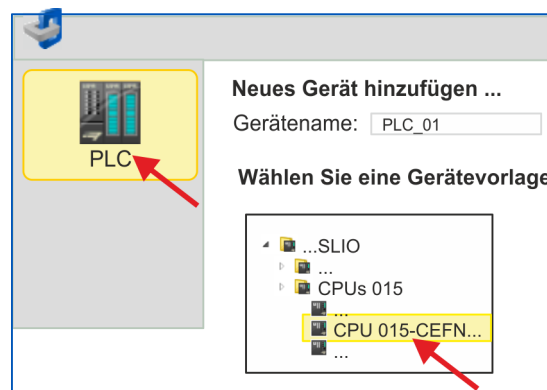 PLC
Neues Gerät hinzufügen ...
Gerätename: PLC_01
Wählen Sie eine Gerätevorlage
...SLIO
...
CPUs 015
...
CPU 015-CEFN...
...